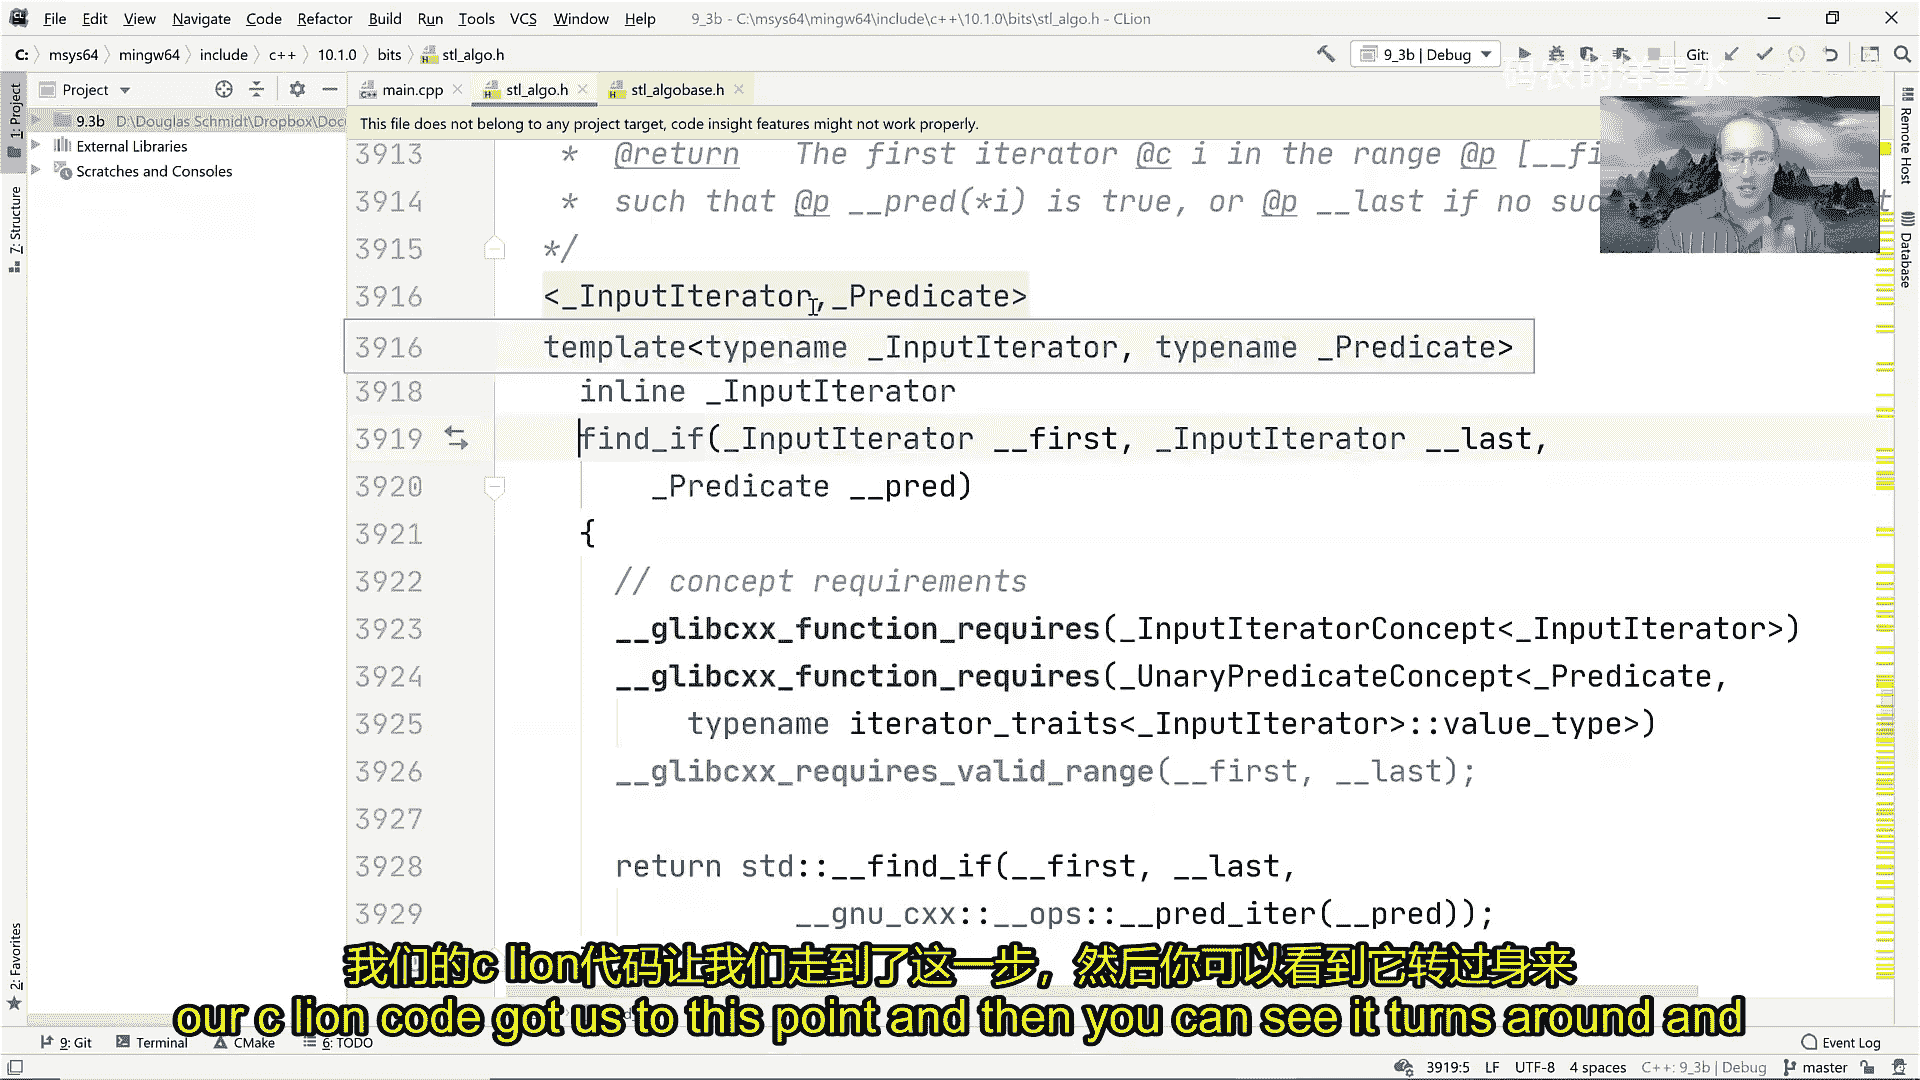 File Edit View Navigate Code Refactor Build Run Tools VCS Window Help 9_3b - C:\msys64\mingw64\include\c++\10.1.0\bits\stl_algo.h - CLion
C: msys64 mingw64 include c++ 10.1.0 bits stl_algo.h 9_3b | Debug Git:
码农的洋墨水
1: Project
Project main.cpp stl_algo.h stl_algobase.h
9.3b D:\Douglas Schmidt\Dropbox\Doc
External Libraries
Scratches and Consoles
7: Structure
2: Favorites
Remote Host
Database
This file does not belong to any project target, code insight features might not work properly.
3913 * @return The first iterator @c i in the range @p [__fi
3914 * such that @p __pred(*i) is true, or @p __last if no suc t
3915 */
3916 <_InputIterator,_Predicate>
3916 template<typename _InputIterator, typename _Predicate>
3918 inline _InputIterator
3919 find_if(_InputIterator __first, _InputIterator __last,
3920 _Predicate __pred)
3921 {
3922 // concept requirements
3923 __glibcxx_function_requires(_InputIteratorConcept<_InputIterator>)
3924 __glibcxx_function_requires(_UnaryPredicateConcept<_Predicate,
3925 typename iterator_traits<_InputIterator>::value_type>)
3926 __glibcxx_requires_valid_range(__first, __last);
3927
3928 return std::__find_if(__first, __last,
3929 __gnu_cxx::__ops::__pred_iter(__pred));
我们的c lion代码让我们走到了这一步，然后你可以看到它转过身来
our c lion code got us to this point and then you can see it turns around and
9: Git Terminal CMake 6: TODO Event Log
3919:5 LF UTF-8 4 spaces C++: 9_3b | Debug master